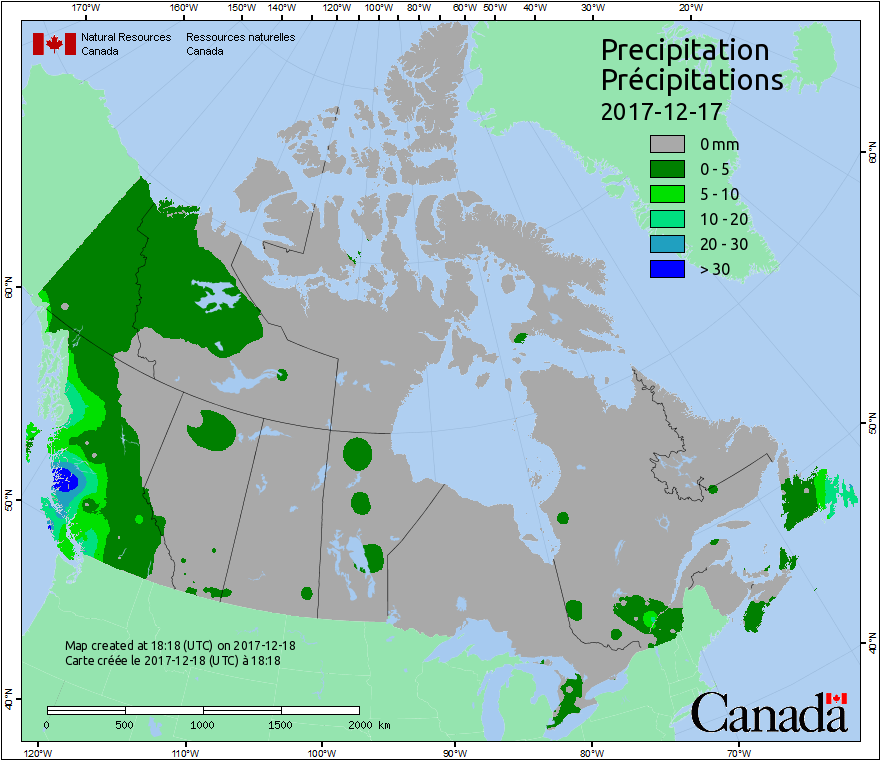 170°W 160°W 150°W 140°W 130°W 120°W 110°W 100°W 90°W 80°W 60°W 50°W 40°W 30°W 20°W
Natural Resources Canada
Ressources naturelles Canada
Precipitation
Précipitations
2017-12-17
0 mm
0 - 5
5 - 10
10 - 20
20 - 30
> 30
60°N
50°N
40°N
60°N
50°N
40°N
Map created at 18:18 (UTC) on 2017-12-18
Carte créée le 2017-12-18 (UTC) à 18:18
0 500 1000 1500 2000 km
Canada
120°W 110°W 100°W 90°W 80°W 70°W